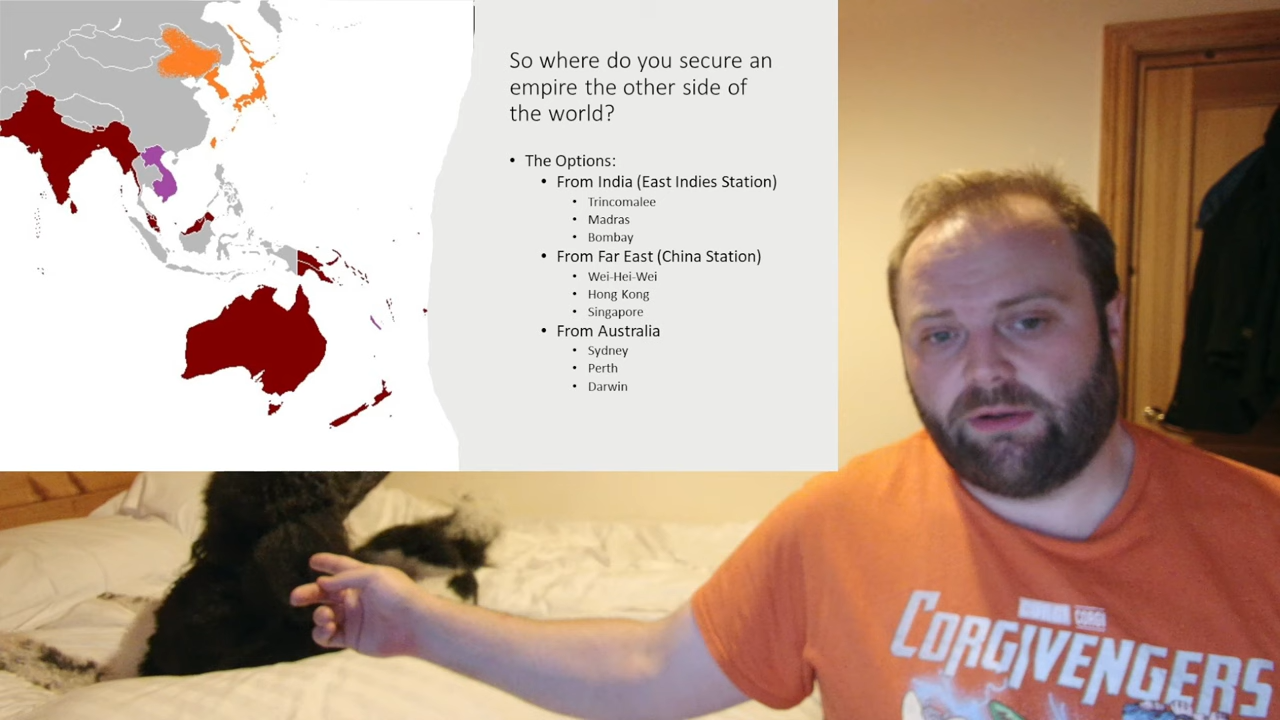 So where do you secure an
empire the other side of
the world?
• The Options:
• From India (East Indies Station)
• Trincomalee
• Madras
• Bombay
• From Far East (China Station)
• Wei-Hei-Wei
• Hong Kong
• Singapore
• From Australia
• Sydney
• Perth
• Darwin
CORGIVENGERS